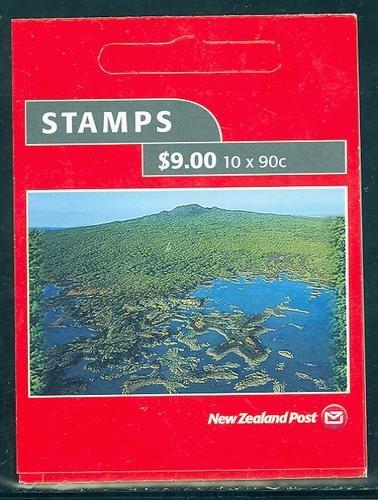 STAMPS
$9.00 10 x 90c
New Zealand Post